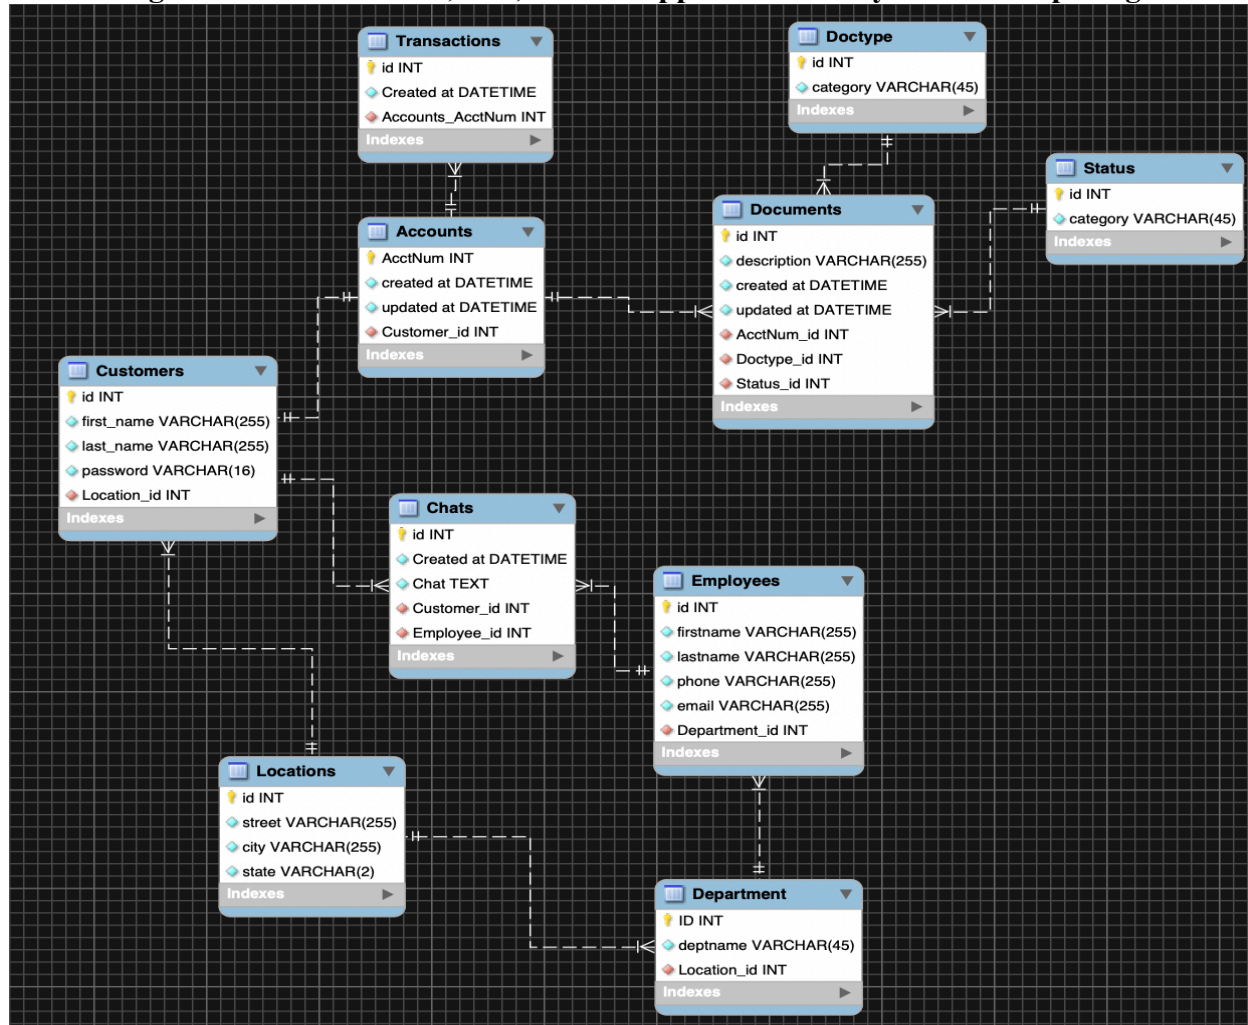 Transactions
id INT
Created at DATETIME
Accounts_AcctNum INT
Indexes
Doctype
id INT
category VARCHAR(45)
Indexes
Status
id INT
category VARCHAR(45)
Indexes
Documents
id INT
description VARCHAR(255)
created at DATETIME
updated at DATETIME
AcctNum_id INT
Doctype_id INT
Status_id INT
Indexes
Accounts
AcctNum INT
created at DATETIME
updated at DATETIME
Customer_id INT
Indexes
Customers
id INT
first_name VARCHAR(255)
last_name VARCHAR(255)
password VARCHAR(16)
Location_id INT
Indexes
Chats
id INT
Created at DATETIME
Chat TEXT
Customer_id INT
Employee_id INT
Indexes
Employees
id INT
firstname VARCHAR(255)
lastname VARCHAR(255)
phone VARCHAR(255)
email VARCHAR(255)
Department_id INT
Indexes
Locations
id INT
street VARCHAR(255)
city VARCHAR(255)
state VARCHAR(2)
Indexes
Department
ID INT
deptname VARCHAR(45)
Location_id INT
Indexes